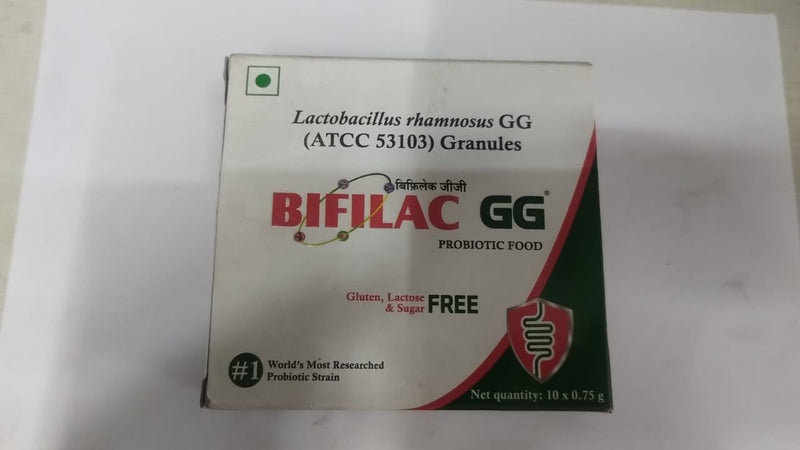 Lactobacillus rhamnosus GG
(ATCC 53103) Granules
बिफ़िलेक जीजी
BIFILAC GG®
PROBIOTIC FOOD
Gluten, Lactose
& Sugar FREE
#1 World's Most Researched
Probiotic Strain
Net quantity: 10 x 0.75 g